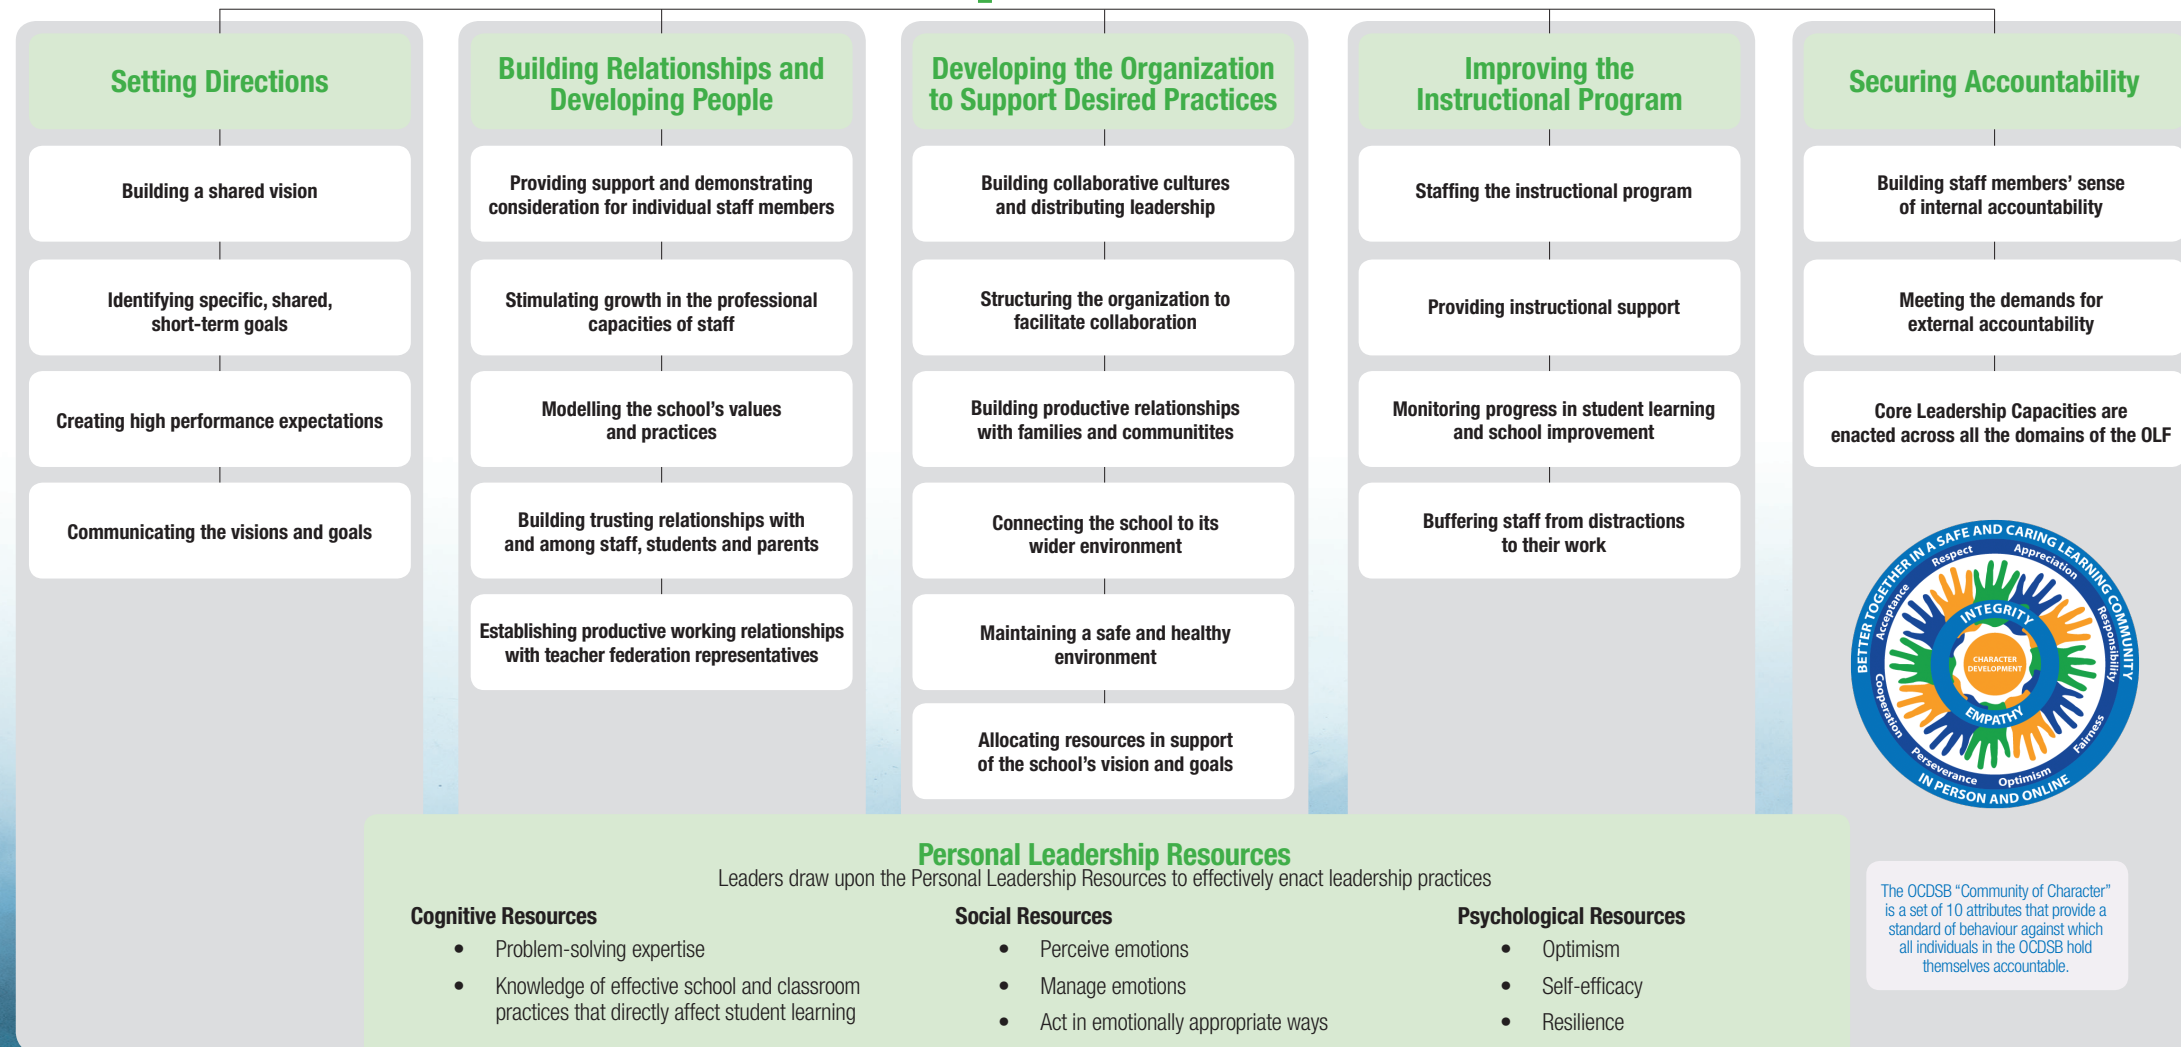 Setting Directions
Building a shared vision
Identifying specific, shared,
short-term goals
Creating high performance expectations
Communicating the visions and goals
Building Relationships and
Developing People
Providing support and demonstrating
consideration for individual staff members
Stimulating growth in the professional
capacities of staff
Modelling the school's values
and practices
Building trusting relationships with
and among staff, students and parents
Establishing productive working relationships
with teacher federation representatives
Developing the Organization
to Support Desired Practices
Building collaborative cultures
and distributing leadership
Structuring the organization to
facilitate collaboration
Building productive relationships
with families and communitites
Connecting the school to its
wider environment
Maintaining a safe and healthy
environment
Allocating resources in support
of the school's vision and goals
Improving the
Instructional Program
Staffing the instructional program
Providing instructional support
Monitoring progress in student learning
and school improvement
Buffering staff from distractions
to their work
Securing Accountability
Building staff members' sense
of internal accountability
Meeting the demands for
external accountability
Core Leadership Capacities are
enacted across all the domains of the OLF
BETTER TOGETHER IN A SAFE AND CARING LEARNING COMMUNITY
IN PERSON AND ONLINE
Respect
Appreciation
Responsibility
Fairness
Optimism
Perseverance
Cooperation
Acceptance
INTEGRITY
EMPATHY
CHARACTER
DEVELOPMENT
The OCDSB "Community of Character"
is a set of 10 attributes that provide a
standard of behaviour against which
all individuals in the OCDSB hold
themselves accountable.
Personal Leadership Resources
Leaders draw upon the Personal Leadership Resources to effectively enact leadership practices
Cognitive Resources
• Problem-solving expertise
• Knowledge of effective school and classroom
practices that directly affect student learning
Social Resources
• Perceive emotions
• Manage emotions
• Act in emotionally appropriate ways
Psychological Resources
• Optimism
• Self-efficacy
• Resilience